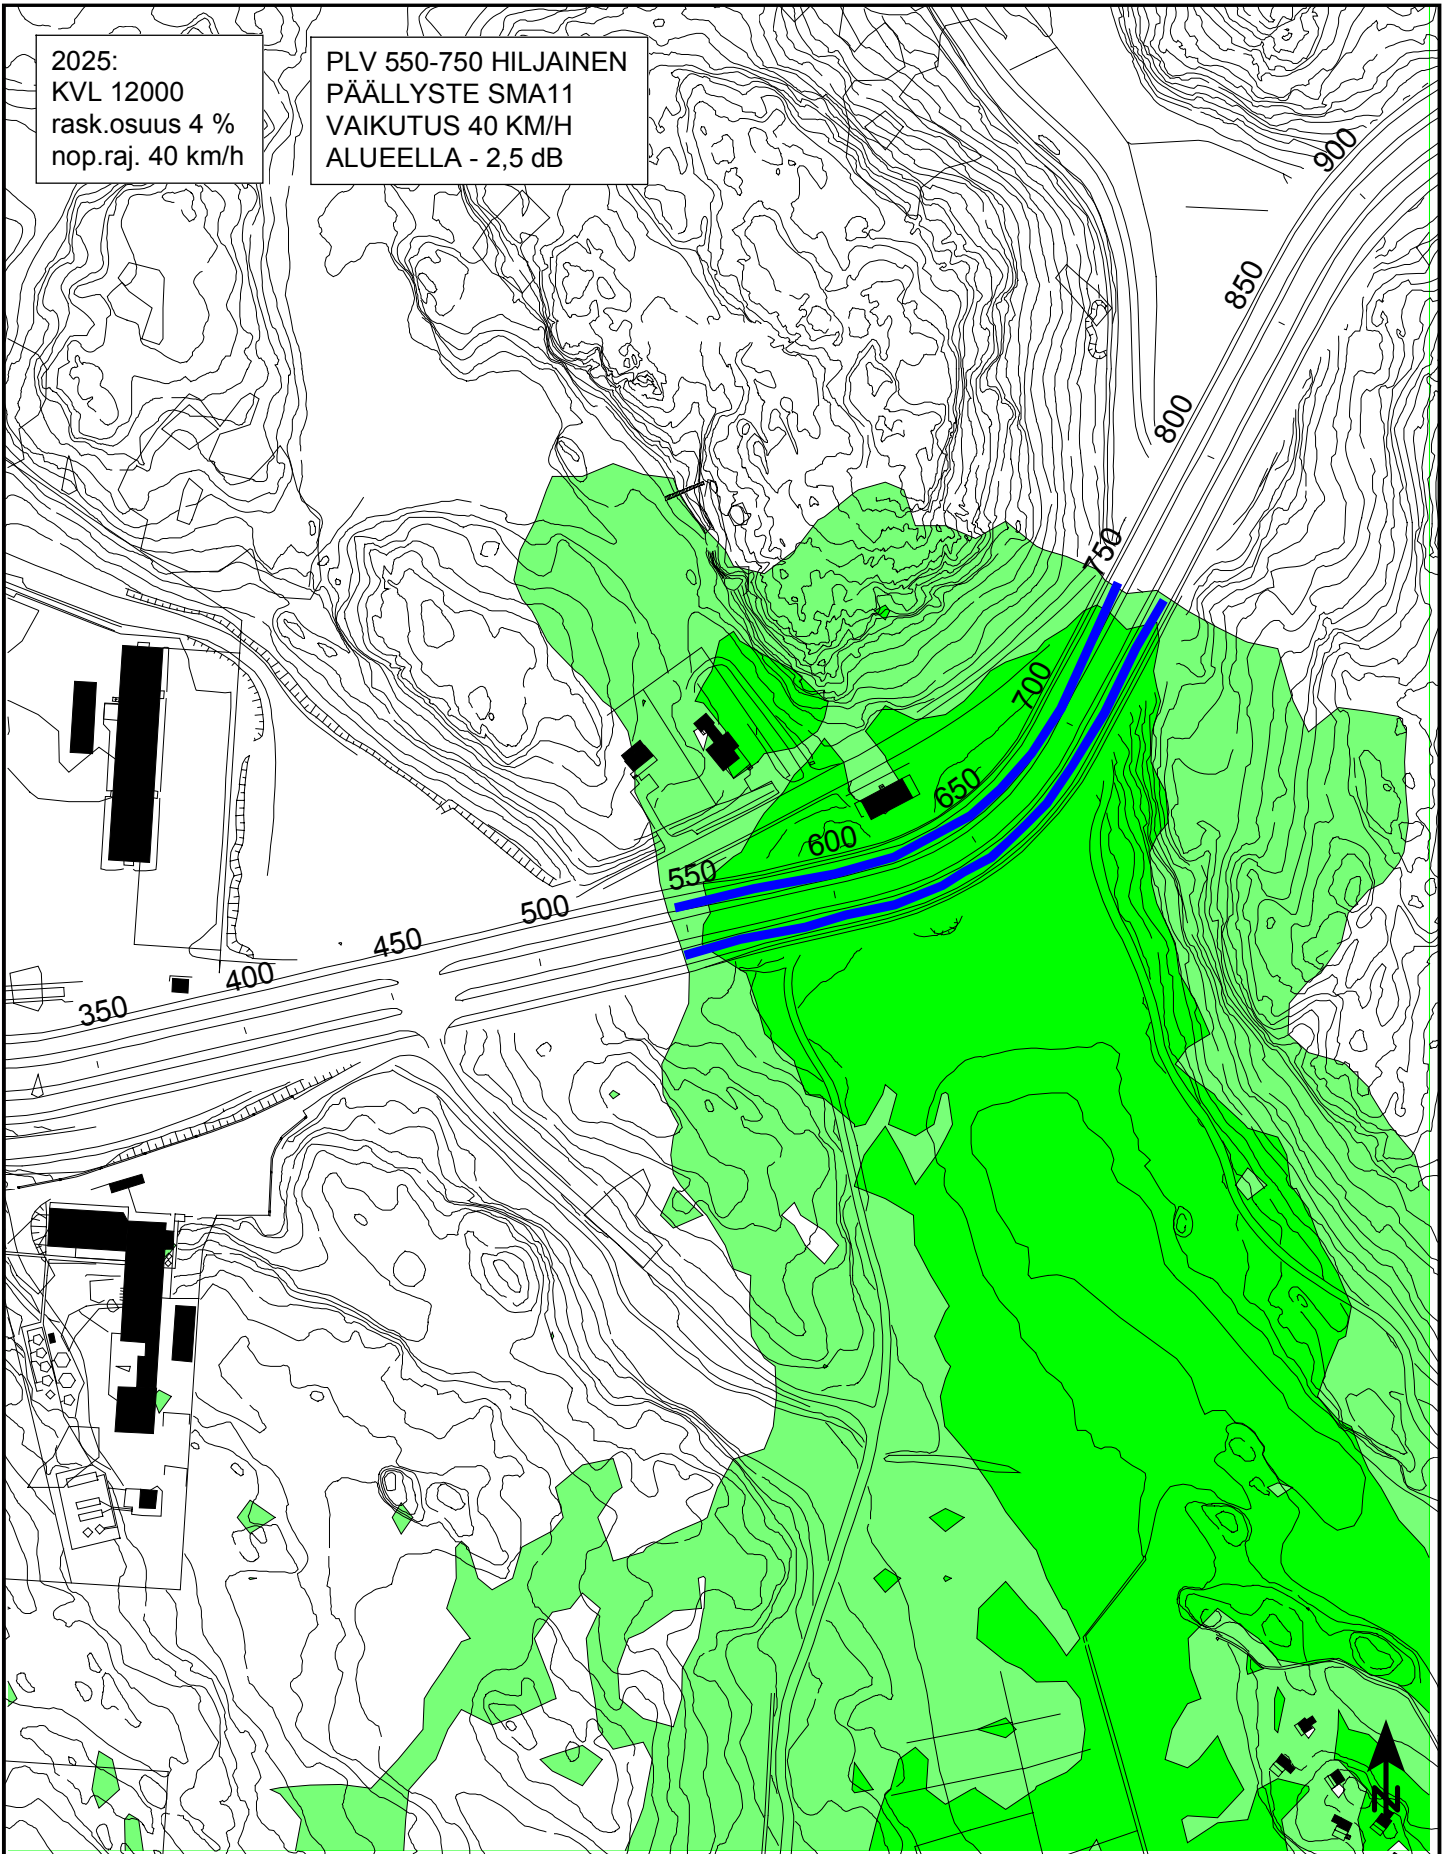 2025:
KVL 12000
rask.osuus 4 %
nop.raj. 40 km/h
PLV 550-750 HILJAINEN
PÄÄLLYSTE SMA11
VAIKUTUS 40 KM/H
ALUEELLA - 2,5 dB
900
850
800
750
700
650
600
550
500
450
400
350
N